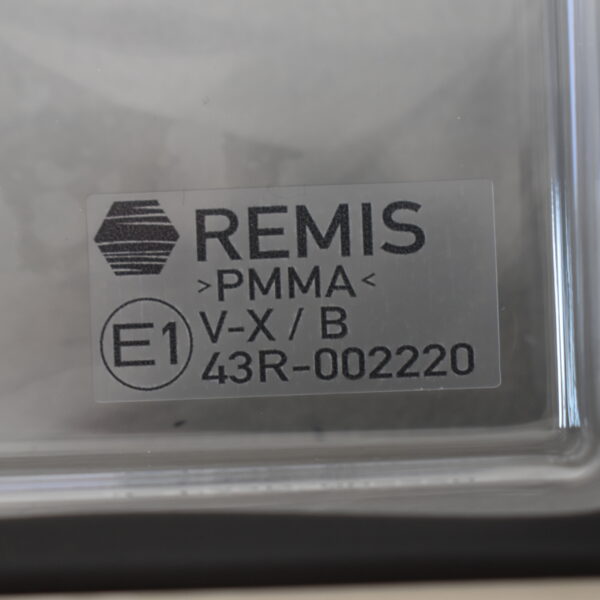 REMIS
>PMMA<
E1
V-X / B
43R-002220